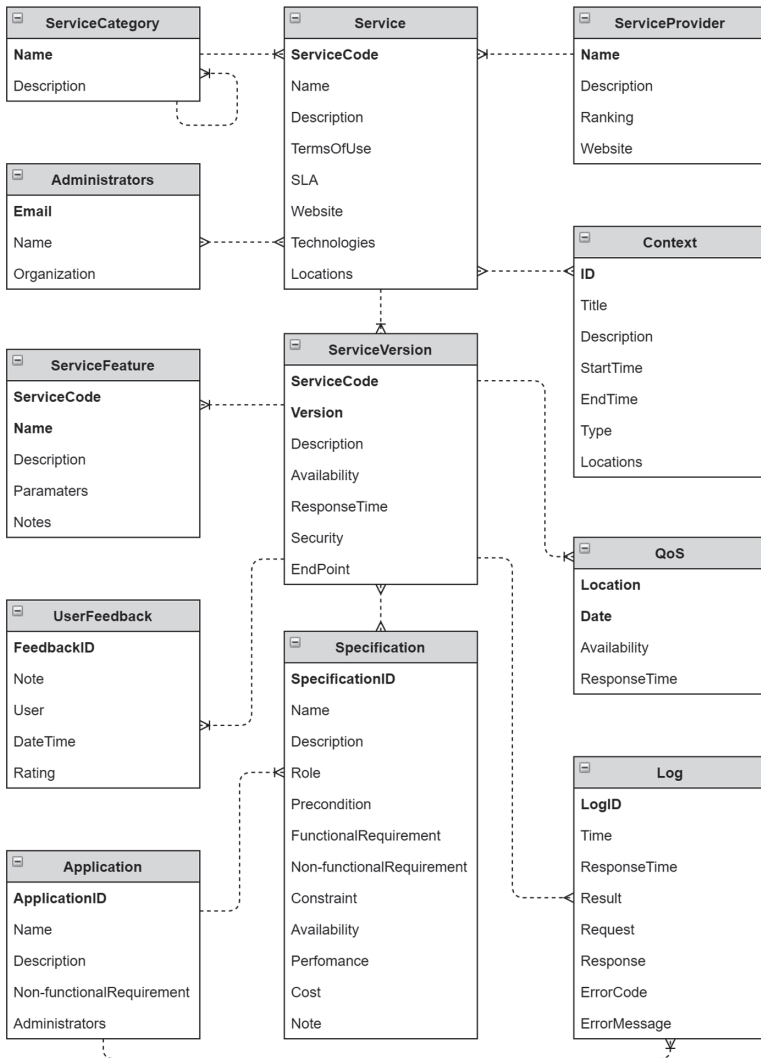 ServiceCategory
Name
Description
Service
ServiceCode
Name
Description
TermsOfUse
SLA
Website
Technologies
Locations
ServiceProvider
Name
Description
Ranking
Website
Administrators
Email
Name
Organization
Context
ID
Title
Description
StartTime
EndTime
Type
Locations
ServiceFeature
ServiceCode
Name
Description
Paramaters
Notes
ServiceVersion
ServiceCode
Version
Description
Availability
ResponseTime
Security
EndPoint
QoS
Location
Date
Availability
ResponseTime
UserFeedback
FeedbackID
Note
User
DateTime
Rating
Specification
SpecificationID
Name
Description
Role
Precondition
FunctionalRequirement
Non-functionalRequirement
Constraint
Availability
Perfomance
Cost
Note
Log
LogID
Time
ResponseTime
Result
Request
Response
ErrorCode
ErrorMessage
Application
ApplicationID
Name
Description
Non-functionalRequirement
Administrators